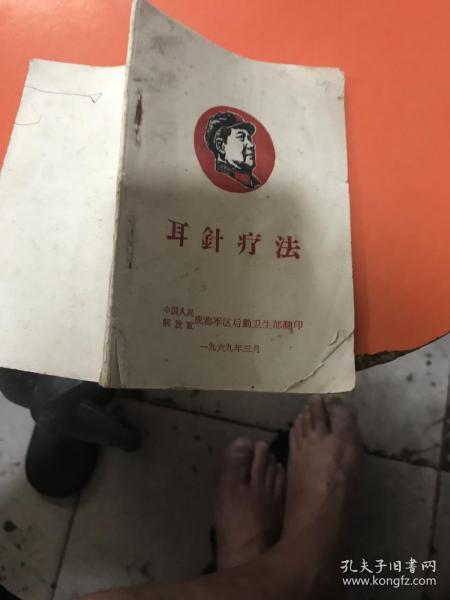 耳針疗法
中国人民
解放军 成都军区后勤卫生部翻印
一九六九年三月
孔夫子旧书网
www.kongfz.com